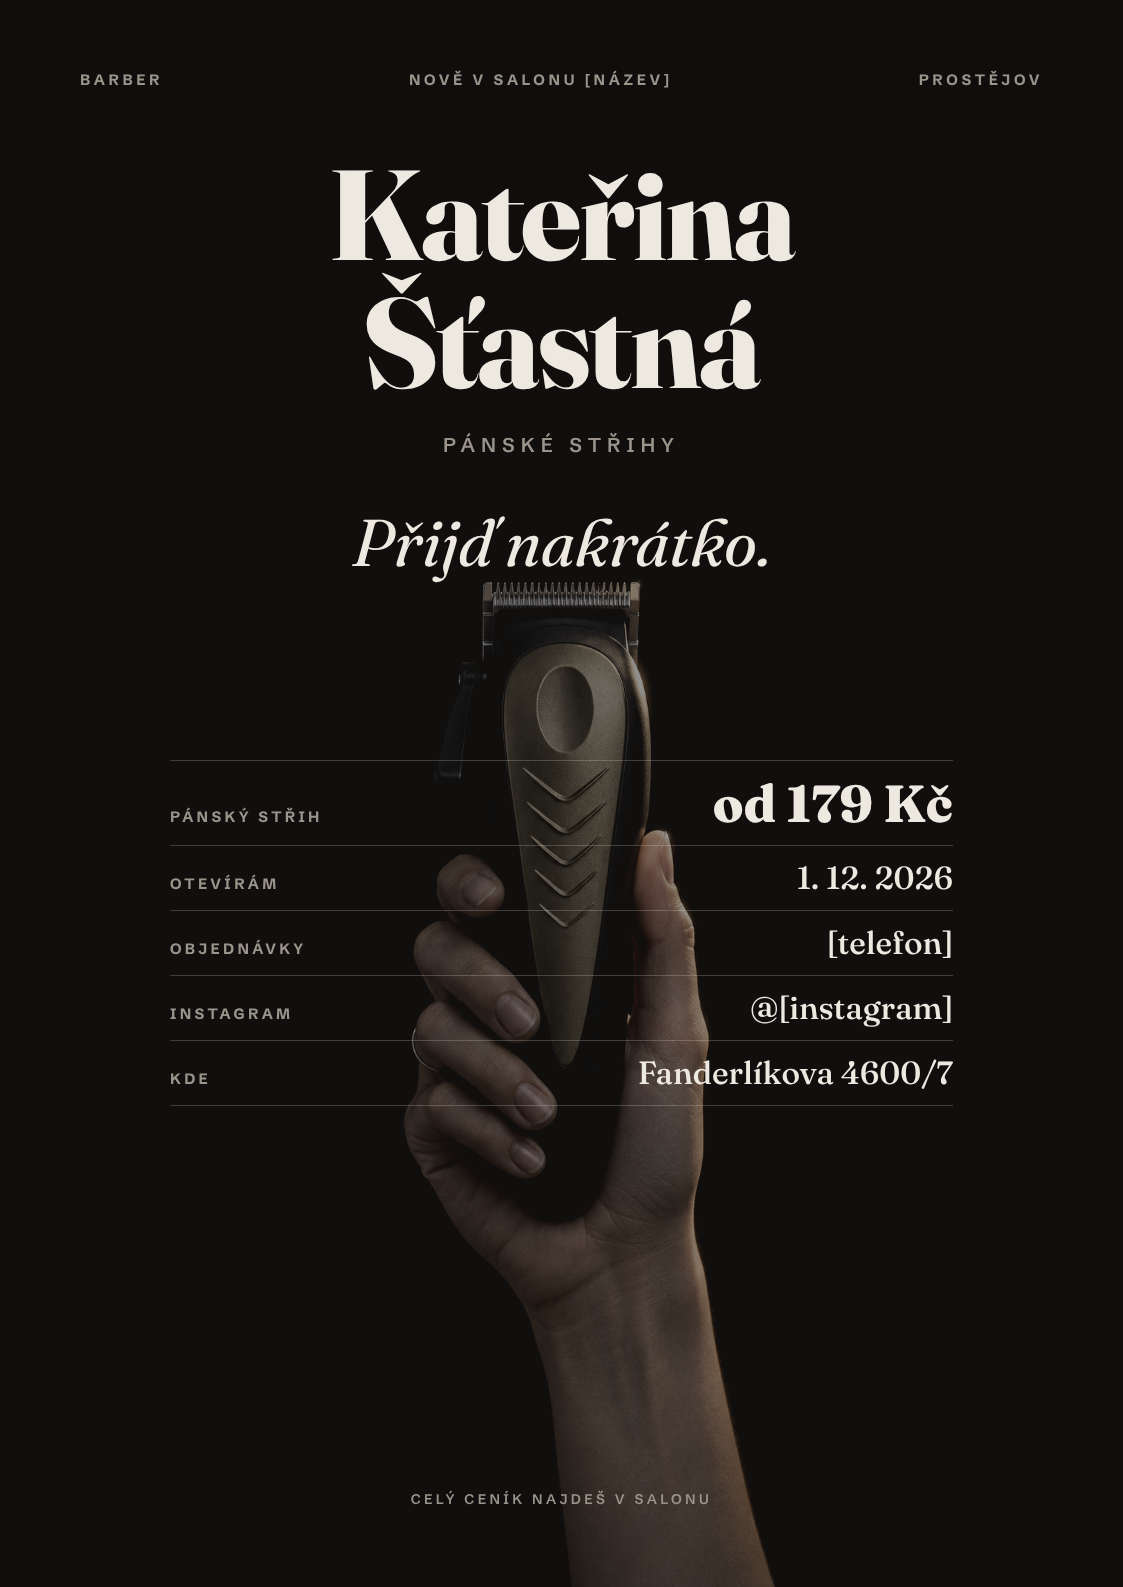 BARBER
NOVĚ V SALONU [NÁZEV]
PROSTĚJOV
Kateřina
Šťastná
PÁNSKÉ STŘIHY
Přijď nakrátko.
PÁNSKÝ STŘIH od 179 Kč
OTEVÍRÁM 1. 12. 2026
OBJEDNÁVKY [telefon]
INSTAGRAM @[instagram]
KDE Fanderlíkova 4600/7
CELÝ CENÍK NAJDEŠ V SALONU